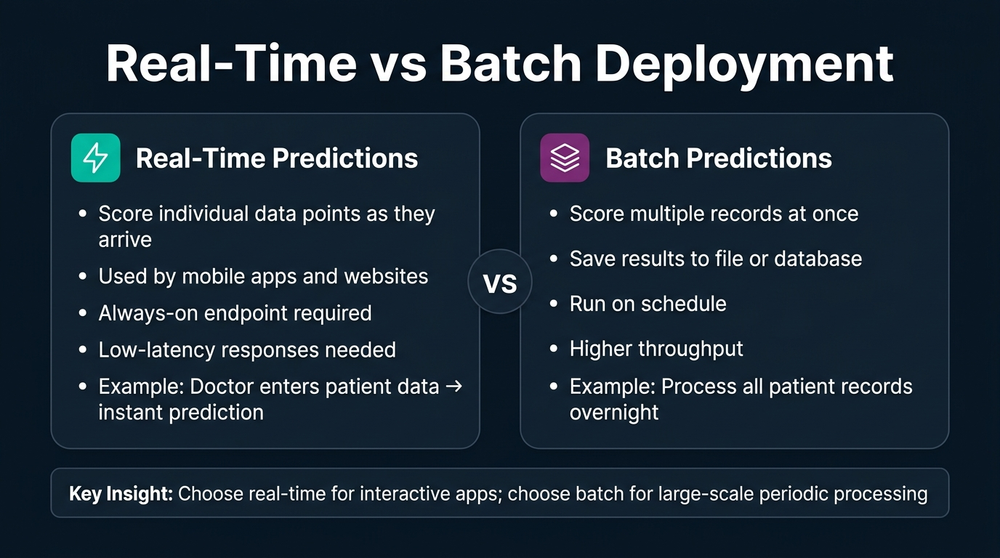 Real-Time vs Batch Deployment
Real-Time Predictions
• Score individual data points as they
arrive
• Used by mobile apps and websites
• Always-on endpoint required
• Low-latency responses needed
• Example: Doctor enters patient data →
instant prediction
VS
Batch Predictions
• Score multiple records at once
• Save results to file or database
• Run on schedule
• Higher throughput
• Example: Process all patient records
overnight
Key Insight: Choose real-time for interactive apps; choose batch for large-scale periodic processing